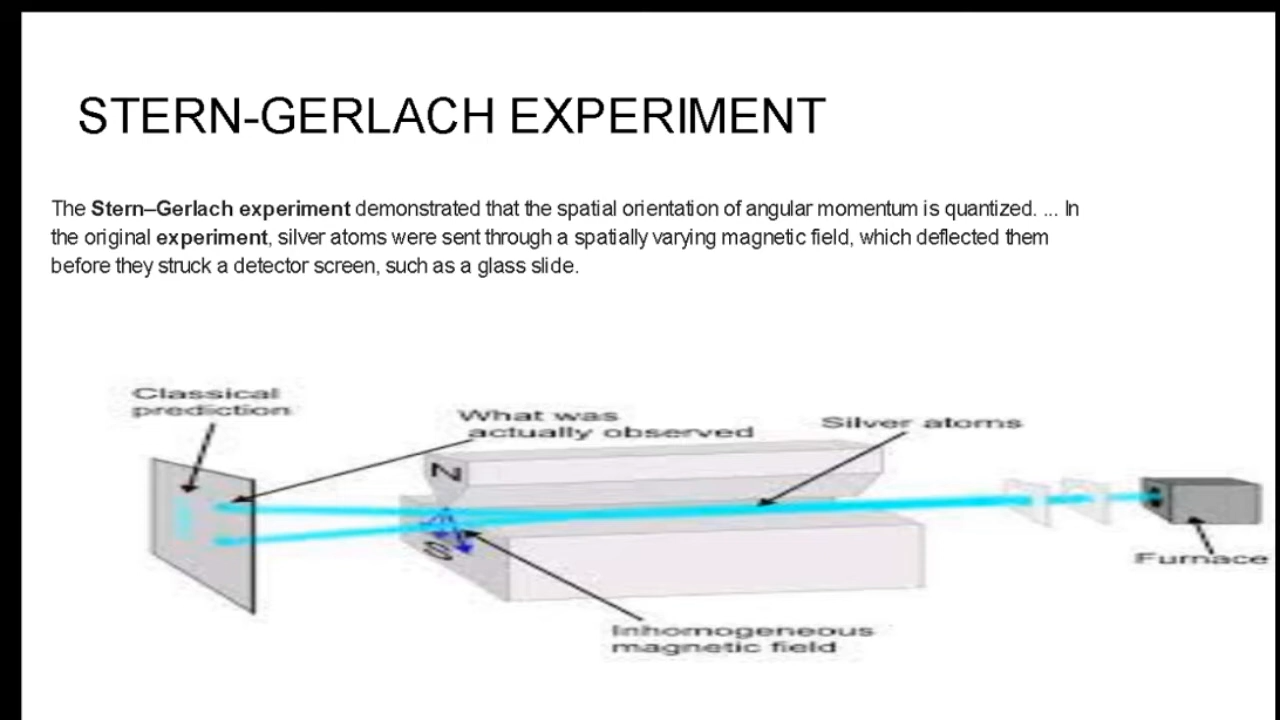 STERN-GERLACH EXPERIMENT
The Stern–Gerlach experiment demonstrated that the spatial orientation of angular momentum is quantized. ... In
the original experiment, silver atoms were sent through a spatially varying magnetic field, which deflected them
before they struck a detector screen, such as a glass slide.
Classical
prediction
What was
actually observed
Silver atoms
N
S
Furnace
Inhomogeneous
magnetic field